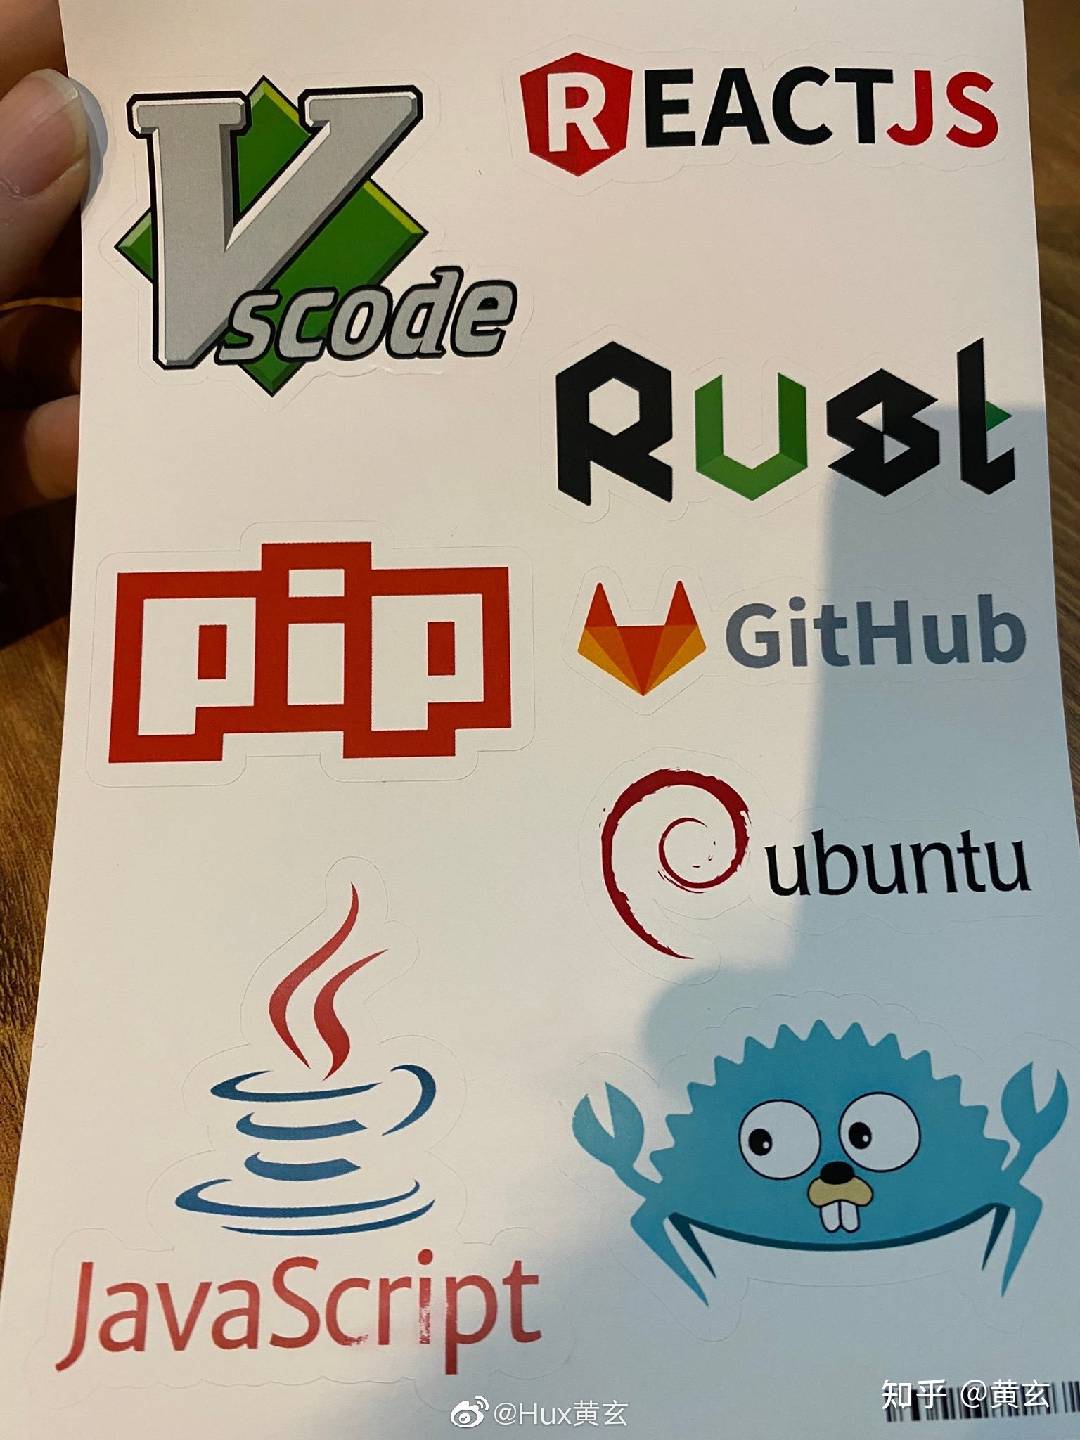 Vscode
REACTJS
Rust
pip
GitHub
ubuntu
JavaScript
知乎 @黄玄
@Hux黄玄